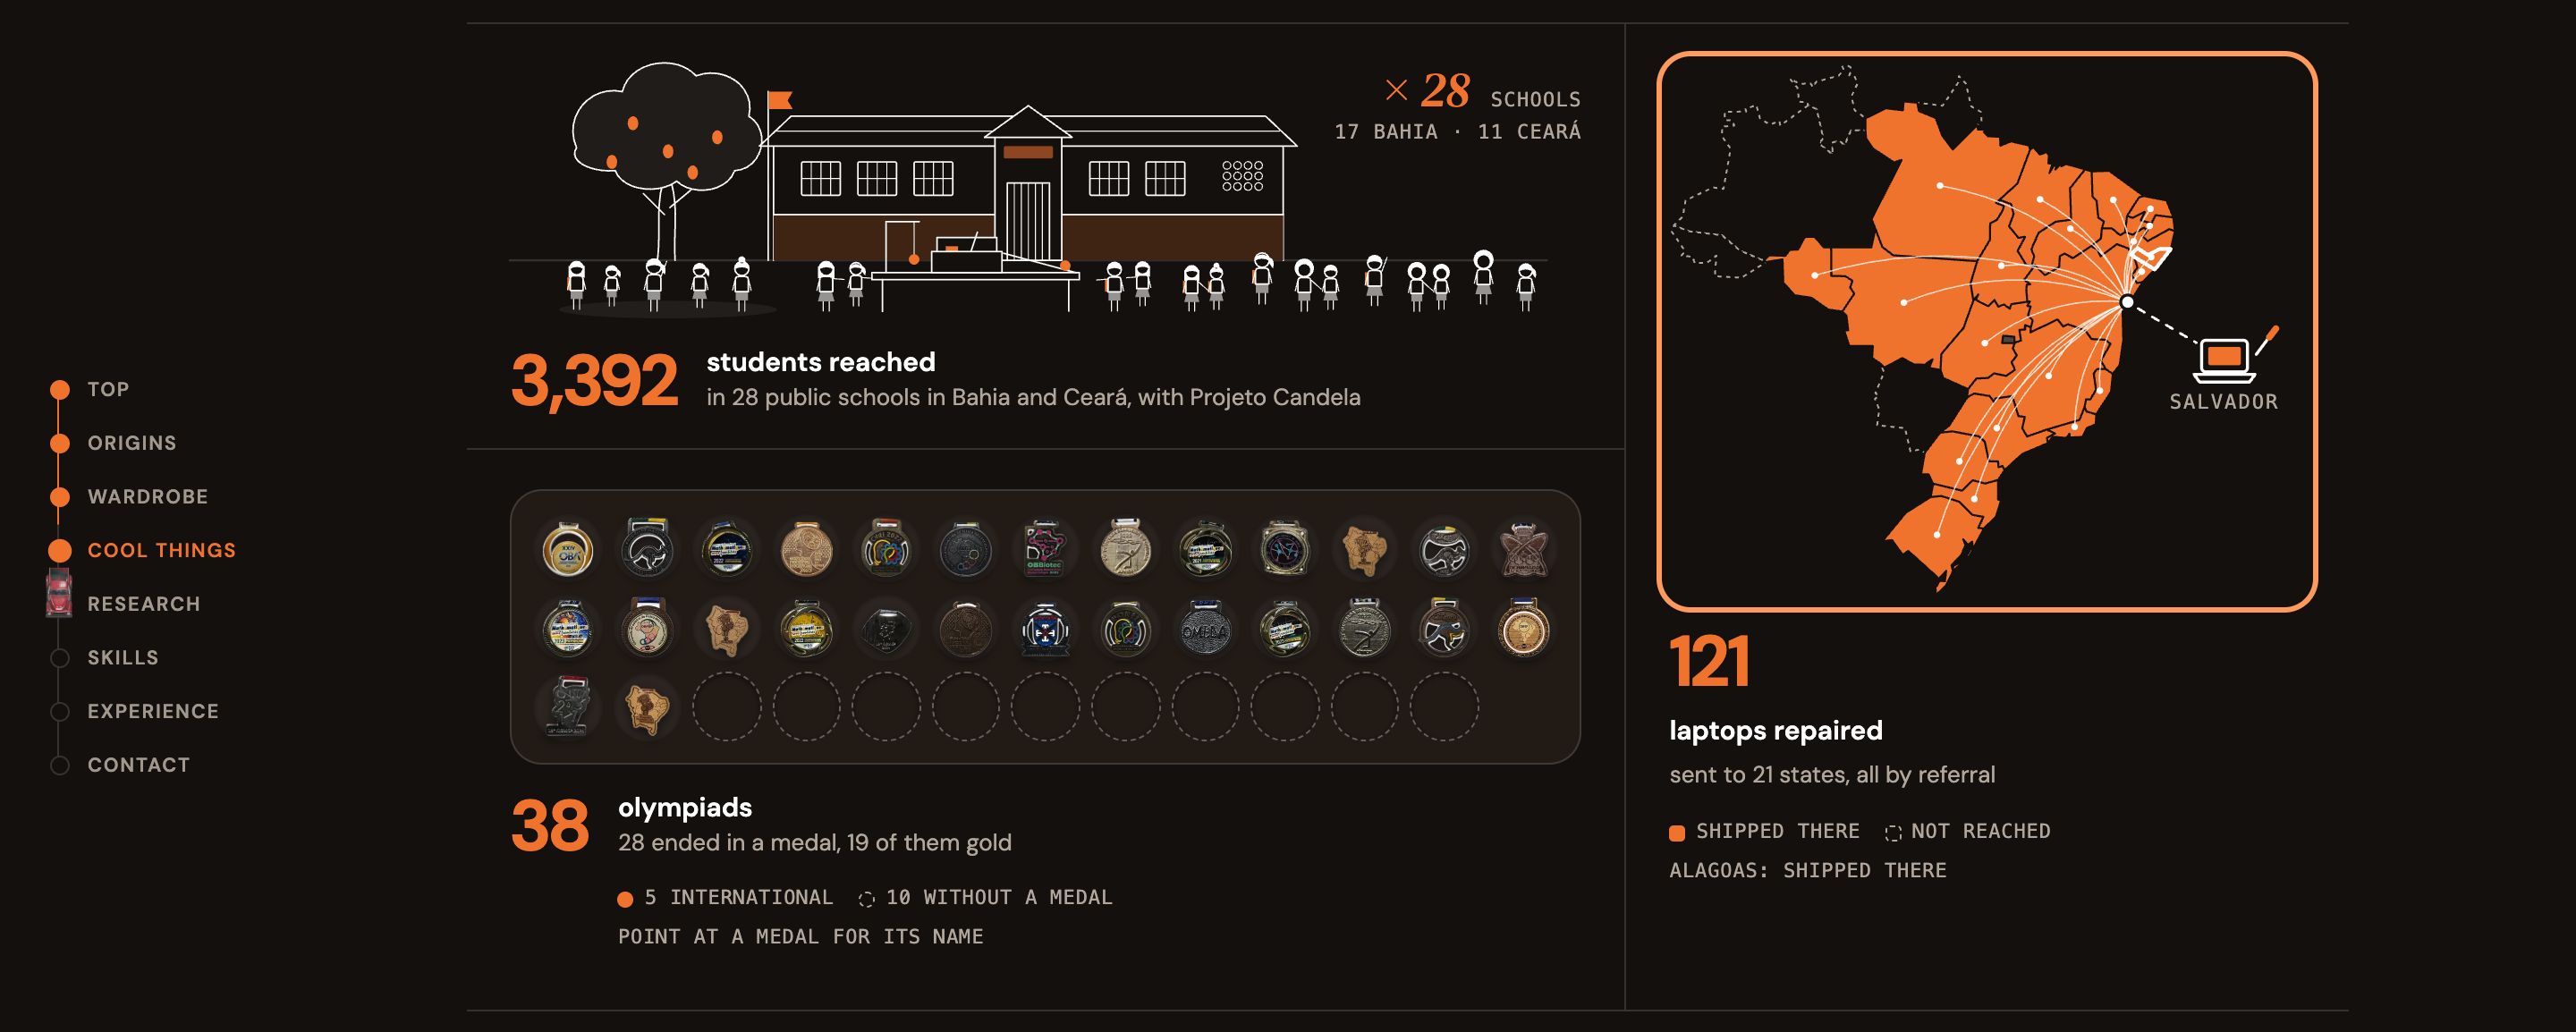 TOP
ORIGINS
WARDROBE
COOL THINGS
RESEARCH
SKILLS
EXPERIENCE
CONTACT
× 28 SCHOOLS
17 BAHIA · 11 CEARÁ
3,392
students reached
in 28 public schools in Bahia and Ceará, with Projeto Candela
OBA
OBBiotec
38
olympiads
28 ended in a medal, 19 of them gold
5 INTERNATIONAL
10 WITHOUT A MEDAL
POINT AT A MEDAL FOR ITS NAME
SALVADOR
121
laptops repaired
sent to 21 states, all by referral
SHIPPED THERE
NOT REACHED
ALAGOAS: SHIPPED THERE